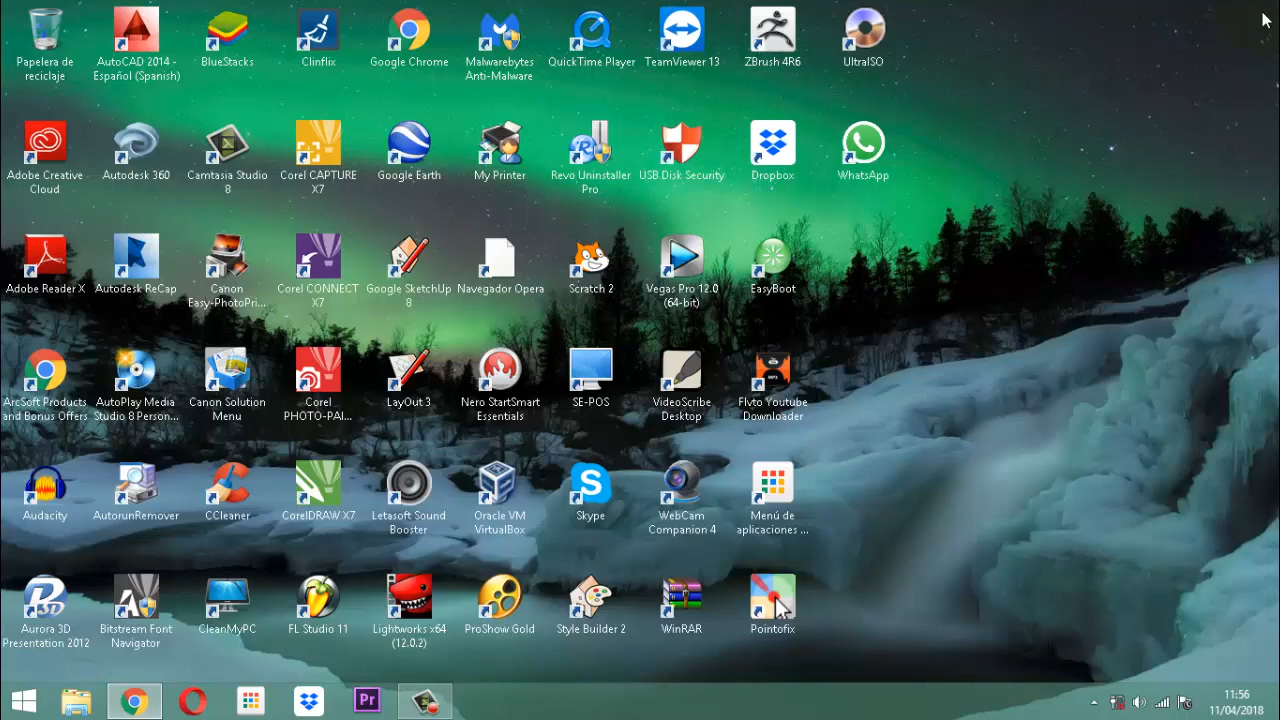 Papelera de
reciclaje
AutoCAD 2014 -
Español (Spanish)
BlueStacks
Clinflix
Google Chrome
Malwarebytes
Anti-Malware
QuickTime Player
TeamViewer 13
ZBrush 4R6
UltraISO
Adobe Creative
Cloud
Autodesk 360
Camtasia Studio
8
Corel CAPTURE
X7
Google Earth
My Printer
Revo Uninstaller
Pro
USB Disk Security
Dropbox
WhatsApp
Adobe Reader X
Autodesk ReCap
Canon
Easy-PhotoPri...
Corel CONNECT
X7
Google SketchUp
8
Navegador Opera
Scratch 2
Vegas Pro 12.0
(64-bit)
EasyBoot
ArcSoft Products
and Bonus Offers
AutoPlay Media
Studio 8 Person...
Canon Solution
Menu
Corel
PHOTO-PAI...
LayOut 3
Nero StartSmart
Essentials
SE-POS
VideoScribe
Desktop
Flvto Youtube
Downloader
Audacity
AutorunRemover
CCleaner
CorelDRAW X7
Letasoft Sound
Booster
Oracle VM
VirtualBox
Skype
WebCam
Companion 4
Menú de
aplicaciones ...
Aurora 3D
Presentation 2012
Bitstream Font
Navigator
CleanMyPC
FL Studio 11
Lightworks x64
(12.0.2)
ProShow Gold
Style Builder 2
WinRAR
Pointofix
Pr
11:56
11/04/2018